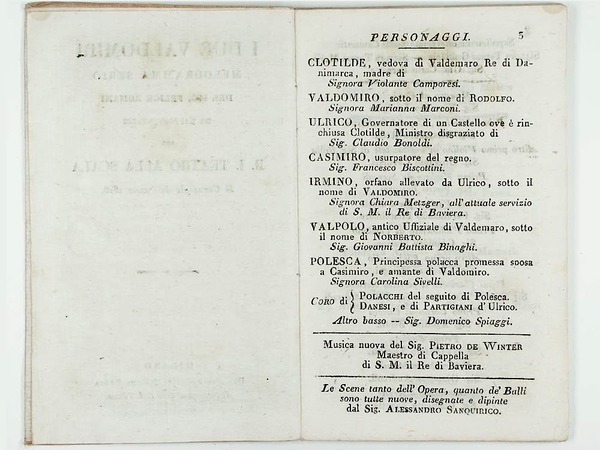 PERSONAGGI. 3
CLOTILDE, vedova di Valdemaro Re di Da-
nimarca, madre di
Signora Violante Camporesi.
VALDOMIRO, sotto il nome di RODOLFO.
Signora Marianna Marconi.
ULRICO, Governatore di un Castello ove è rin-
chiusa Clotilde, Ministro disgraziato di
Sig. Claudio Bonoldi.
CASIMIRO, usurpatore del regno.
Sig. Francesco Biscottini.
IRMINO, orfano allevato da Ulrico, sotto il
nome di VALDOMIRO.
Signora Chiara Metzger, all'attuale servizio
di S. M. il Re di Baviera.
VALPOLO, antico Uffiziale di Valdemaro, sotto
il nome di NORBERTO.
Sig. Giovanni Battista Binaghi.
POLESCA, Principessa polacca promessa sposa
a Casimiro, e amante di Valdomiro.
Signora Carolina Sivelli.
CORO di { POLACCHI del seguito di Polesca.
DANESI, e di PARTIGIANI d'Ulrico.
Altro basso -- Sig. Domenico Spiaggi.
Musica nuova del Sig. PIETRO DE WINTER
Maestro di Cappella
di S. M. il Re di Baviera.
Le Scene tanto dell'Opera, quanto de' Balli
sono tutte nuove, disegnate e dipinte
dal Sig. ALESSANDRO SANQUIRICO.